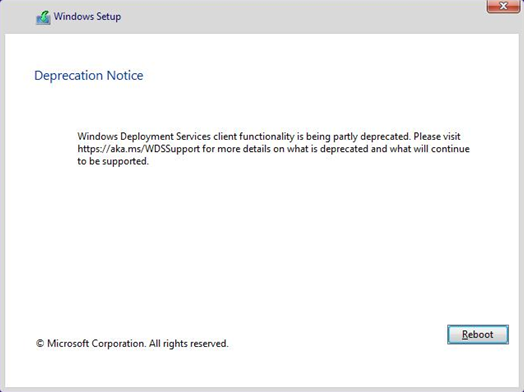 Windows Setup
Deprecation Notice
Windows Deployment Services client functionality is being partly deprecated. Please visit
https://aka.ms/WDSSupport for more details on what is deprecated and what will continue
to be supported.
Reboot
© Microsoft Corporation. All rights reserved.